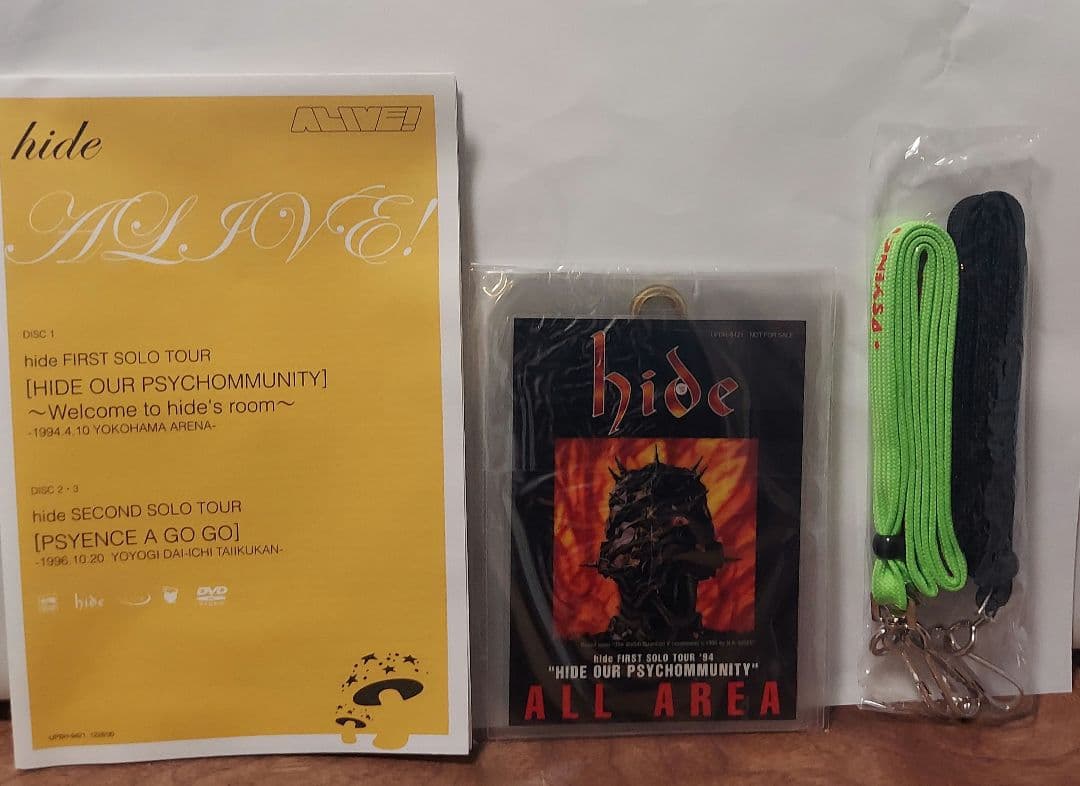 ALIVE!
hide
ALIVE!
DISC 1
hide FIRST SOLO TOUR
[HIDE OUR PSYCHOMMUNITY]
〜Welcome to hide's room〜
-1994.4.10 YOKOHAMA ARENA-
DISC 2・3
hide SECOND SOLO TOUR
[PSYENCE A GO GO]
-1996.10.20 YOYOGI DAI-ICHI TAIIKUKAN-
hide
DVD
NOT FOR SALE
hide
hide FIRST SOLO TOUR '94
"HIDE OUR PSYCHOMMUNITY"
ALL AREA